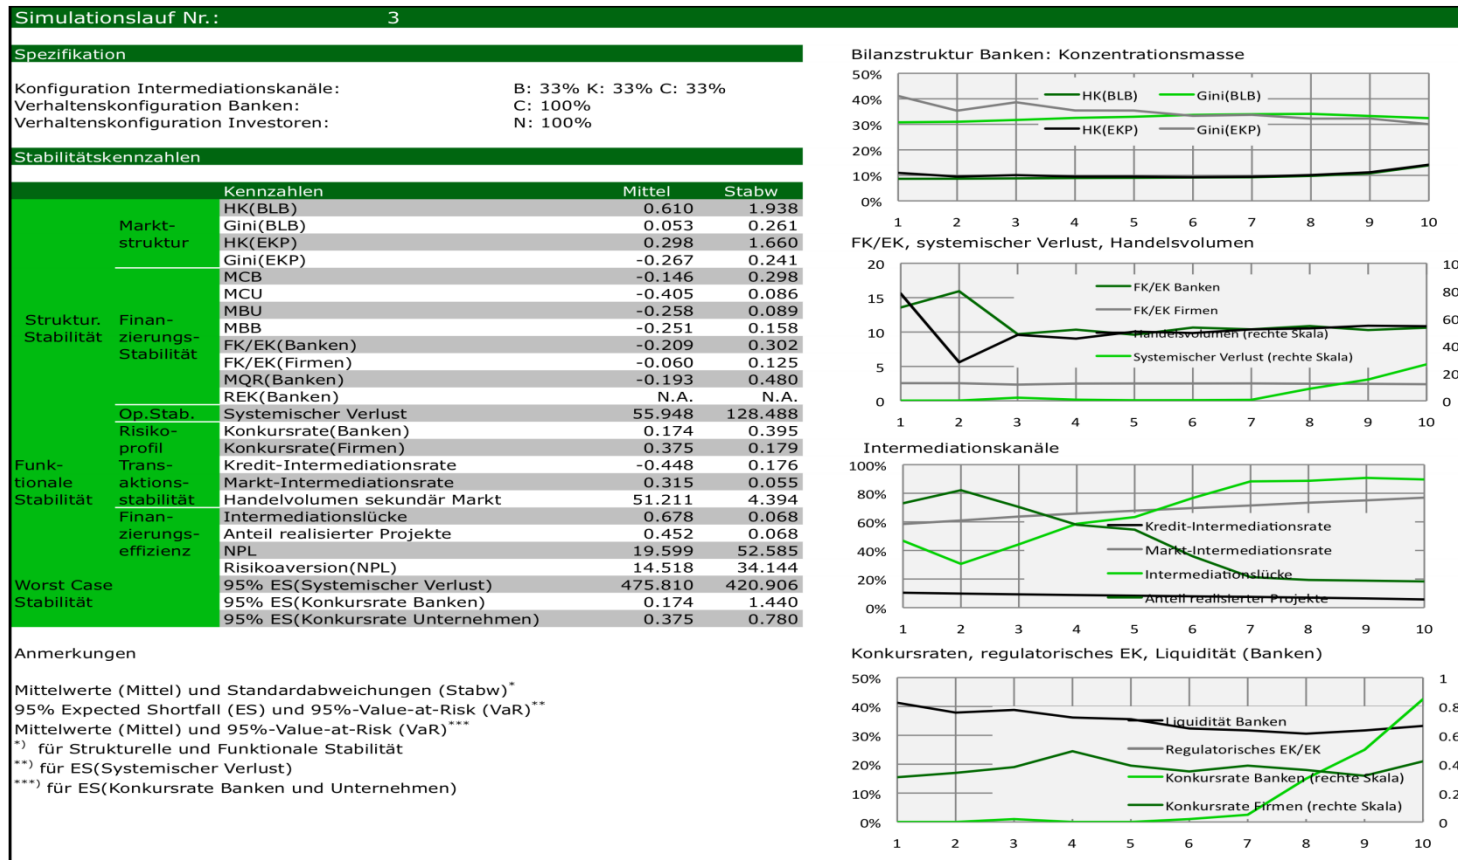 Simulationslauf Nr.: 3
Spezifikation
Konfiguration Intermediationskanäle: B: 33% K: 33% C: 33%
Verhaltenskonfiguration Banken: C: 100%
Verhaltenskonfiguration Investoren: N: 100%
Stabilitätskennzahlen
Kennzahlen Mittel Stabw
Struktur. Stabilität
Markt-struktur
HK(BLB) 0.610 1.938
Gini(BLB) 0.053 0.261
HK(EKP) 0.298 1.660
Gini(EKP) -0.267 0.241
Finan-zierungs-Stabilität
MCB -0.146 0.298
MCU -0.405 0.086
MBU -0.258 0.089
MBB -0.251 0.158
FK/EK(Banken) -0.209 0.302
FK/EK(Firmen) -0.060 0.125
MQR(Banken) -0.193 0.480
REK(Banken) N.A. N.A.
Funk-tionale Stabilität
Op.Stab. Systemischer Verlust 55.948 128.488
Risiko-profil
Konkursrate(Banken) 0.174 0.395
Konkursrate(Firmen) 0.375 0.179
Trans-aktions-stabilität
Kredit-Intermediationsrate -0.448 0.176
Markt-Intermediationsrate 0.315 0.055
Handelvolumen sekundär Markt 51.211 4.394
Finan-zierungs-effizienz
Intermediationslücke 0.678 0.068
Anteil realisierter Projekte 0.452 0.068
NPL 19.599 52.585
Risikoaversion(NPL) 14.518 34.144
Worst Case Stabilität
95% ES(Systemischer Verlust) 475.810 420.906
95% ES(Konkursrate Banken) 0.174 1.440
95% ES(Konkursrate Unternehmen) 0.375 0.780
Anmerkungen
Mittelwerte (Mittel) und Standardabweichungen (Stabw)*
95% Expected Shortfall (ES) und 95%-Value-at-Risk (VaR)**
Mittelwerte (Mittel) und 95%-Value-at-Risk (VaR)***
*) für Strukturelle und Funktionale Stabilität
**) für ES(Systemischer Verlust)
***) für ES(Konkursrate Banken und Unternehmen)
Bilanzstruktur Banken: Konzentrationsmasse
50%
40%
30%
20%
10%
0%
HK(BLB) Gini(BLB)
HK(EKP) Gini(EKP)
1 2 3 4 5 6 7 8 9 10
FK/EK, systemischer Verlust, Handelsvolumen
20
15
10
5
0
FK/EK Banken
FK/EK Firmen
Handelsvolumen (rechte Skala)
Systemischer Verlust (rechte Skala)
10
80
60
40
20
0
1 2 3 4 5 6 7 8 9 10
Intermediationskanäle
100%
80%
60%
40%
20%
0%
Kredit-Intermediationsrate
Markt-Intermediationsrate
Intermediationslücke
Anteil realisierter Projekte
1 2 3 4 5 6 7 8 9 10
Konkursraten, regulatorisches EK, Liquidität (Banken)
50%
40%
30%
20%
10%
0%
Liquidität Banken
Regulatorisches EK/EK
Konkursrate Banken (rechte Skala)
Konkursrate Firmen (rechte Skala)
1
0.8
0.6
0.4
0.2
0
1 2 3 4 5 6 7 8 9 10